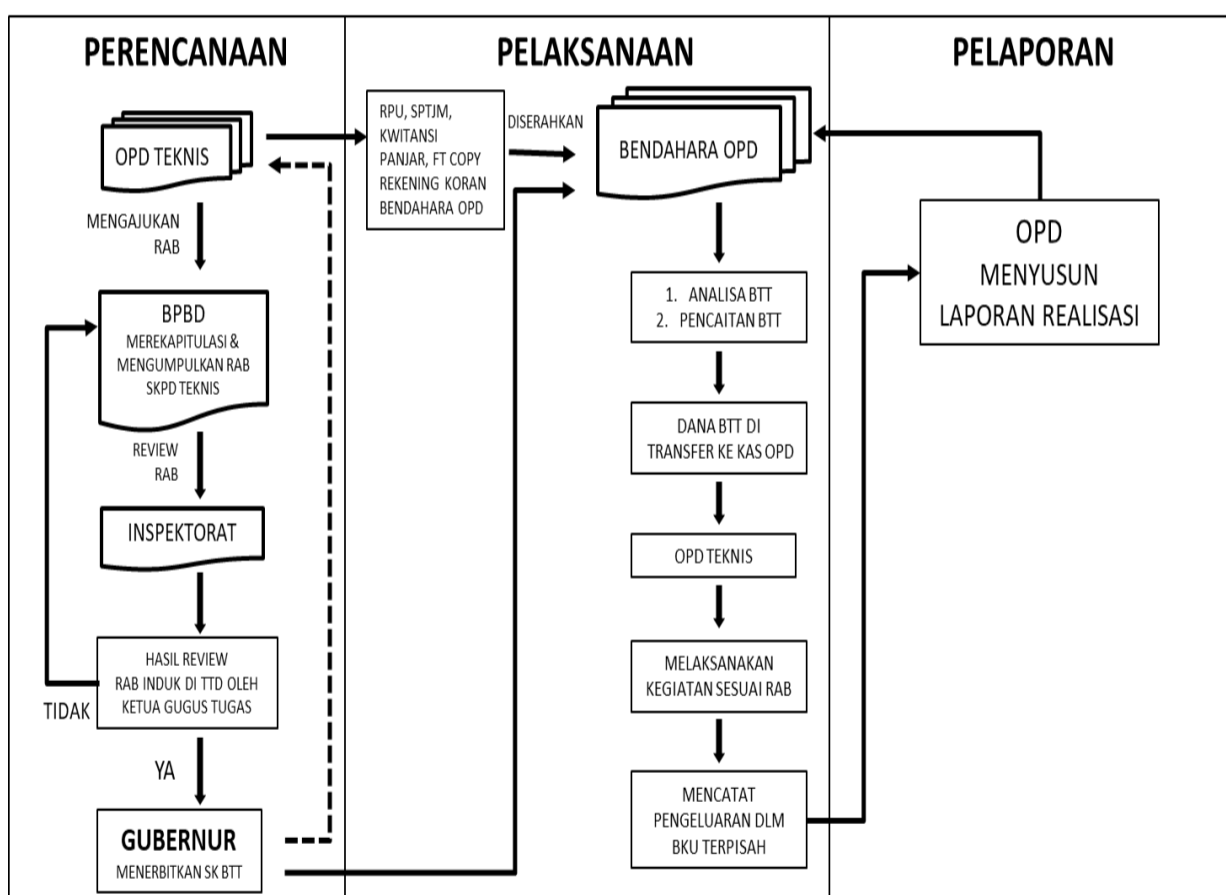 PERENCANAAN
OPD TEKNIS
MENGAJUKAN
RAB
BPBD
MEREKAPITULASI &
MENGUMPULKAN RAB
SKPD TEKNIS
REVIEW
RAB
INSPEKTORAT
HASIL REVIEW
RAB INDUK DI TTD OLEH
KETUA GUGUS TUGAS
TIDAK
YA
GUBERNUR
MENERBITKAN SK BTT
PELAKSANAAN
RPU, SPTJM,
KWITANSI
PANJAR, FT COPY
REKENING KORAN
BENDAHARA OPD
DISERAHKAN
BENDAHARA OPD
1. ANALISA BTT
2. PENCAITAN BTT
DANA BTT DI
TRANSFER KE KAS OPD
OPD TEKNIS
MELAKSANAKAN
KEGIATAN SESUAI RAB
MENCATAT
PENGELUARAN DLM
BKU TERPISAH
PELAPORAN
OPD
MENYUSUN
LAPORAN REALISASI